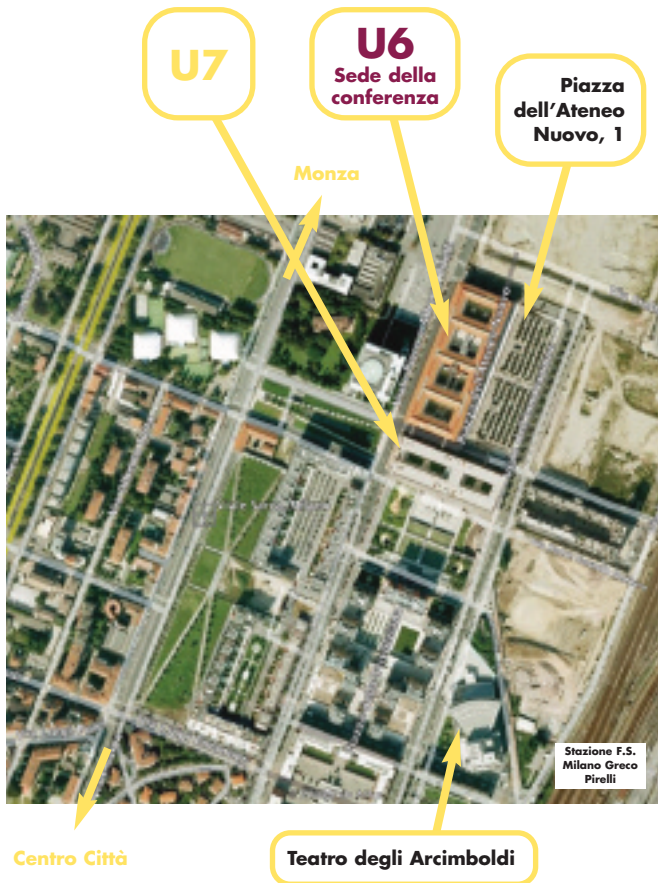 U7
U6
Sede della
conferenza
Piazza
dell'Ateneo
Nuovo, 1
Monza
Stazione F.S.
Milano Greco
Pirelli
Centro Città
Teatro degli Arcimboldi